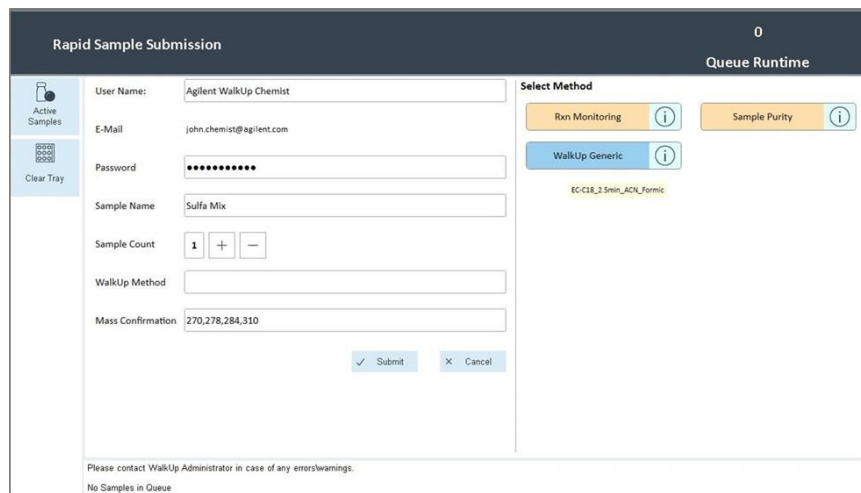 Rapid Sample Submission
0
Queue Runtime
Active
Samples
Clear Tray
User Name: Agilent WalkUp Chemist
E-Mail john.chemist@agilent.com
Password ●●●●●●●●●●●
Sample Name Sulfa Mix
Sample Count 1 + −
WalkUp Method
Mass Confirmation 270,278,284,310
✓ Submit × Cancel
Select Method
Rxn Monitoring i Sample Purity i
WalkUp Generic i
EC-C18_2.5min_ACN_Formic
Please contact WalkUp Administrator in case of any errors\warnings.
No Samples in Queue